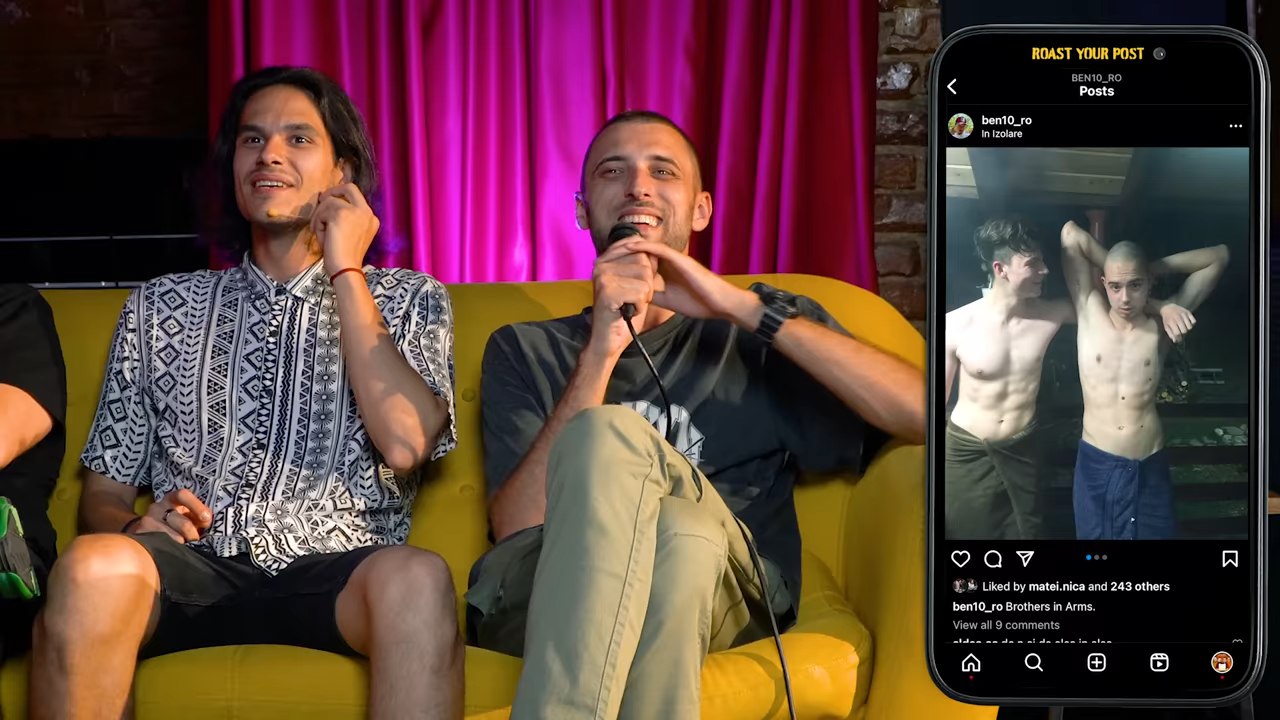 ROAST YOUR POST
BEN10_RO
Posts
ben10_ro
In Izolare
Liked by matei.nica and 243 others
ben10_ro Brothers in Arms.
View all 9 comments